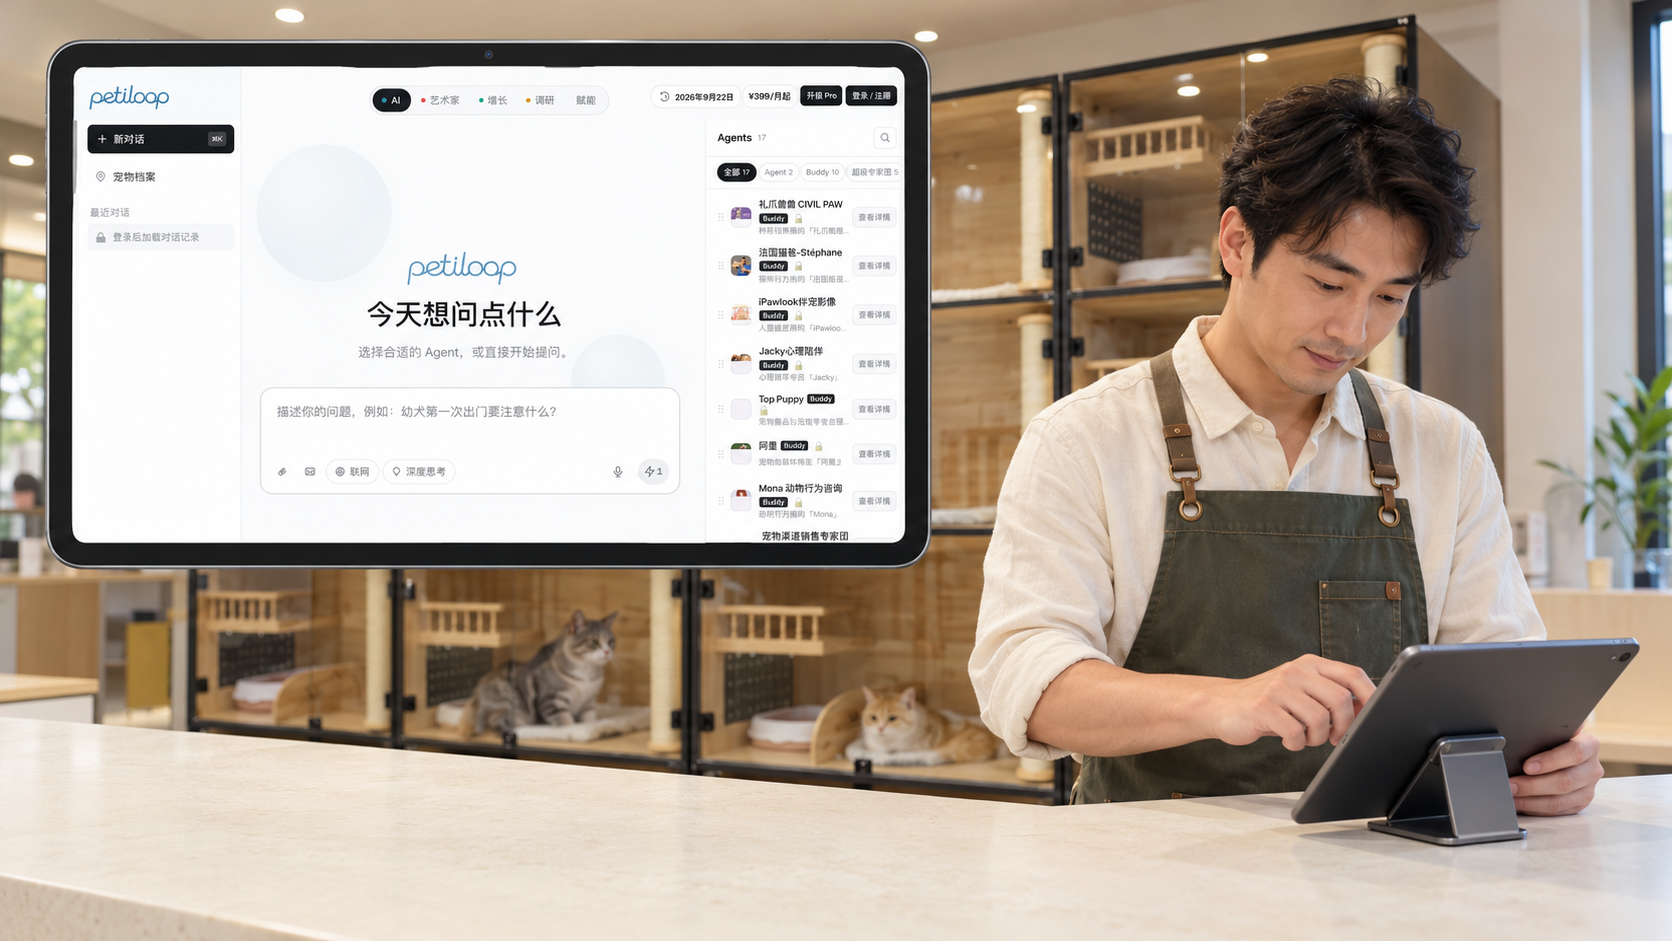 petiloop
AI
艺术家
增长
调研
赋能
2026年9月22日
¥399/月起
升级 Pro
登录 / 注册
新对话
⌘K
宠物档案
最近对话
登录后加载对话记录
petiloop
今天想问点什么
选择合适的 Agent，或直接开始提问。
描述你的问题，例如：幼犬第一次出门要注意什么？
联网
深度思考
1
Agents 17
全部 17
Agent 2
Buddy 10
超级专家团 5
CIVIL PAW
Buddy
查看详情
-Stéphane
Buddy
查看详情
iPawlook伴宠影像
Buddy
查看详情
Jacky心理陪伴
Buddy
查看详情
Top Puppy Buddy
查看详情
Buddy
查看详情
Mona 动物行为咨询
Buddy
查看详情
宠物渠道销售专家团